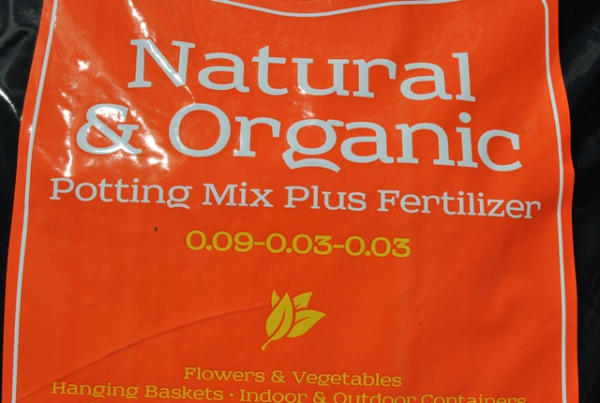 Natural
& Organic
Potting Mix Plus Fertilizer
0.09-0.03-0.03
Flowers & Vegetables
Hanging Baskets · Indoor & Outdoor Containers